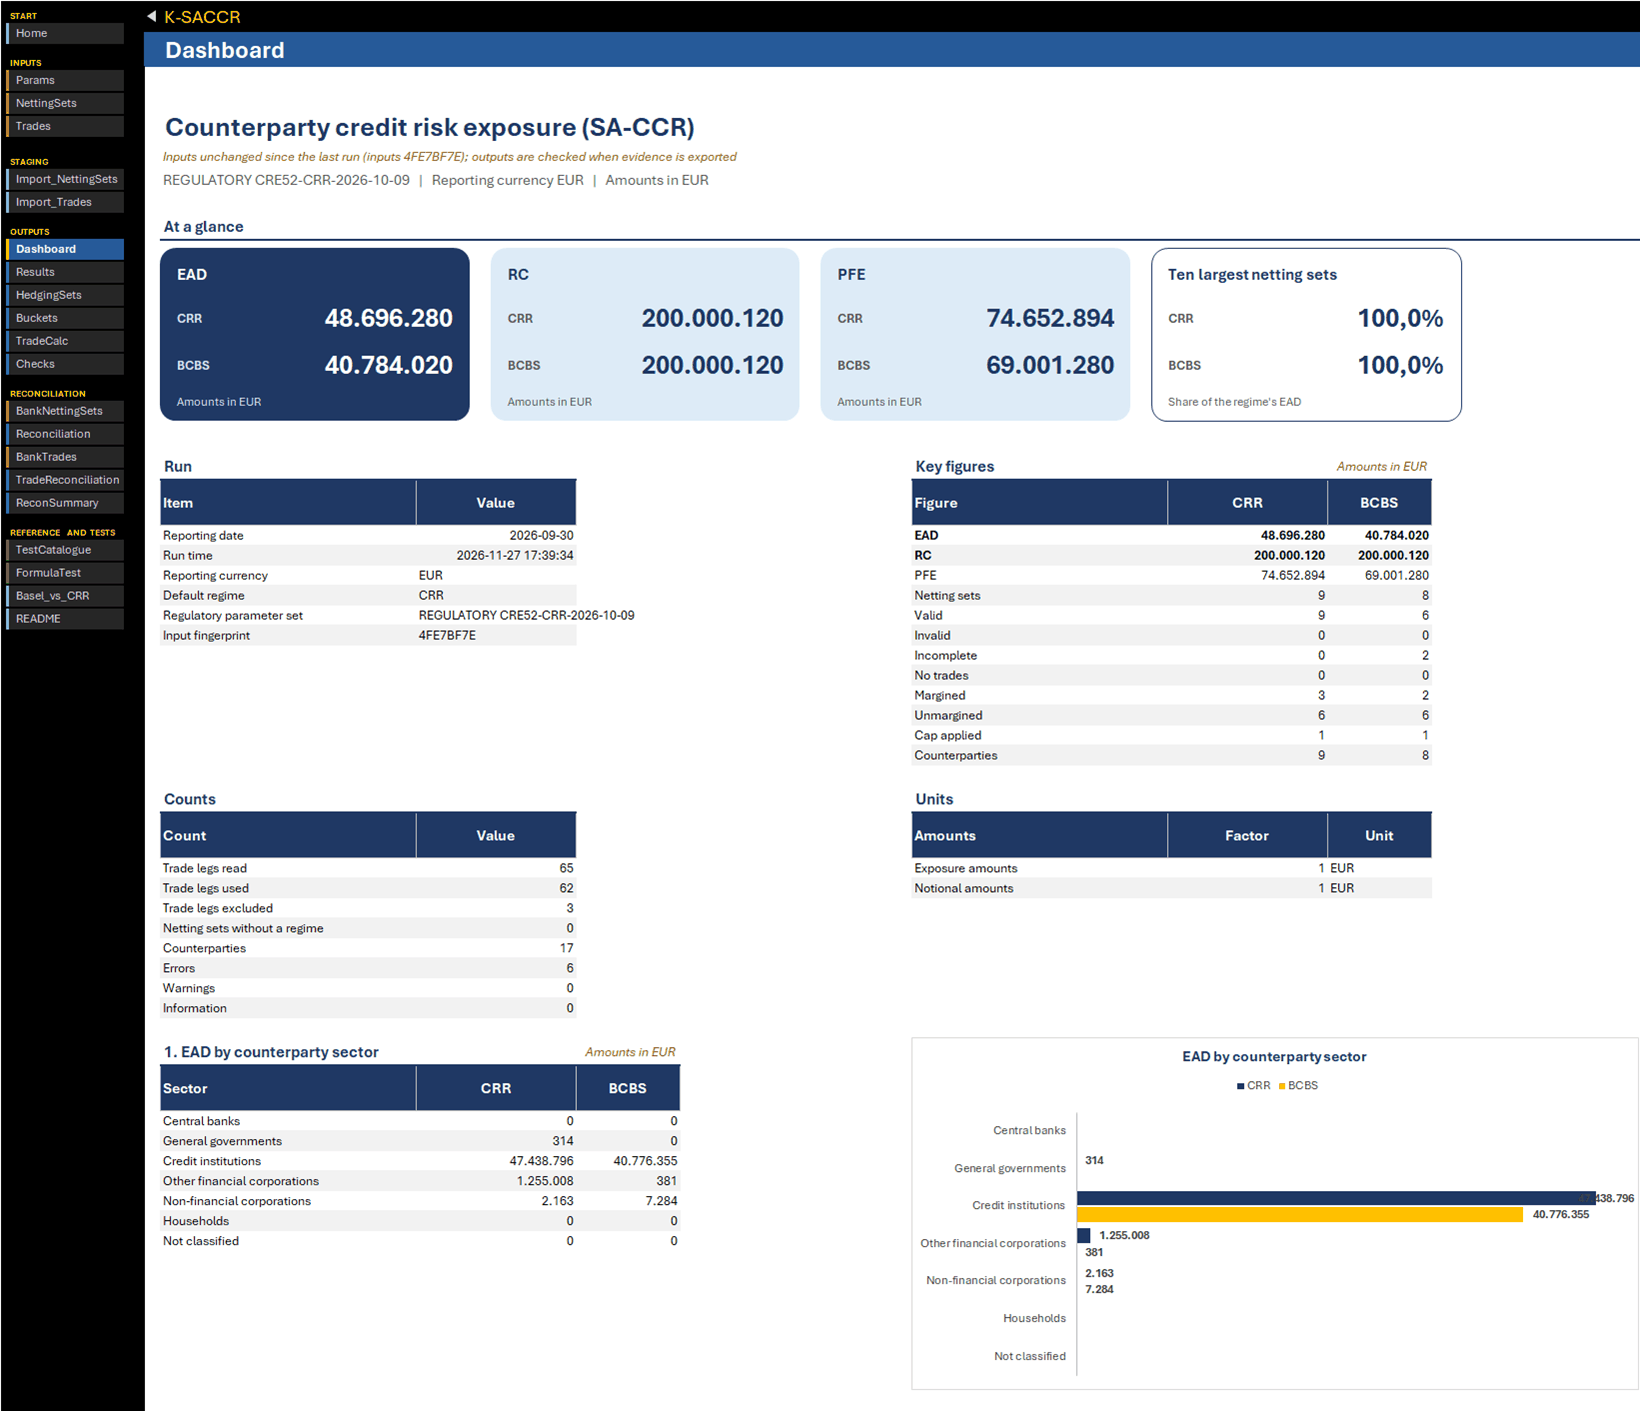 START
Home
INPUTS
Params
NettingSets
Trades
STAGING
Import_NettingSets
Import_Trades
OUTPUTS
Dashboard
Results
HedgingSets
Buckets
TradeCalc
Checks
RECONCILIATION
BankNettingSets
Reconciliation
BankTrades
TradeReconciliation
ReconSummary
REFERENCE AND TESTS
TestCatalogue
FormulaTest
Basel_vs_CRR
README
K-SACCR
Dashboard
Counterparty credit risk exposure (SA-CCR)
Inputs unchanged since the last run (inputs 4FE7BF7E); outputs are checked when evidence is exported
REGULATORY CRE52-CRR-2026-10-09 | Reporting currency EUR | Amounts in EUR
At a glance
EAD
CRR 48.696.280
BCBS 40.784.020
Amounts in EUR
RC
CRR 200.000.120
BCBS 200.000.120
Amounts in EUR
PFE
CRR 74.652.894
BCBS 69.001.280
Amounts in EUR
Ten largest netting sets
CRR 100,0%
BCBS 100,0%
Share of the regime's EAD
Run
Item Value
Reporting date 2026-09-30
Run time 2026-11-27 17:39:34
Reporting currency EUR
Default regime CRR
Regulatory parameter set REGULATORY CRE52-CRR-2026-10-09
Input fingerprint 4FE7BF7E
Key figures Amounts in EUR
Figure CRR BCBS
EAD 48.696.280 40.784.020
RC 200.000.120 200.000.120
PFE 74.652.894 69.001.280
Netting sets 9 8
Valid 9 6
Invalid 0 0
Incomplete 0 2
No trades 0 0
Margined 3 2
Unmargined 6 6
Cap applied 1 1
Counterparties 9 8
Counts
Count Value
Trade legs read 65
Trade legs used 62
Trade legs excluded 3
Netting sets without a regime 0
Counterparties 17
Errors 6
Warnings 0
Information 0
Units
Amounts Factor Unit
Exposure amounts 1 EUR
Notional amounts 1 EUR
1. EAD by counterparty sector Amounts in EUR
Sector CRR BCBS
Central banks 0 0
General governments 314 0
Credit institutions 47.438.796 40.776.355
Other financial corporations 1.255.008 381
Non-financial corporations 2.163 7.284
Households 0 0
Not classified 0 0
EAD by counterparty sector
CRR BCBS
Central banks
314
General governments
47.438.796
Credit institutions
40.776.355
1.255.008
Other financial corporations
381
2.163
Non-financial corporations
7.284
Households
Not classified